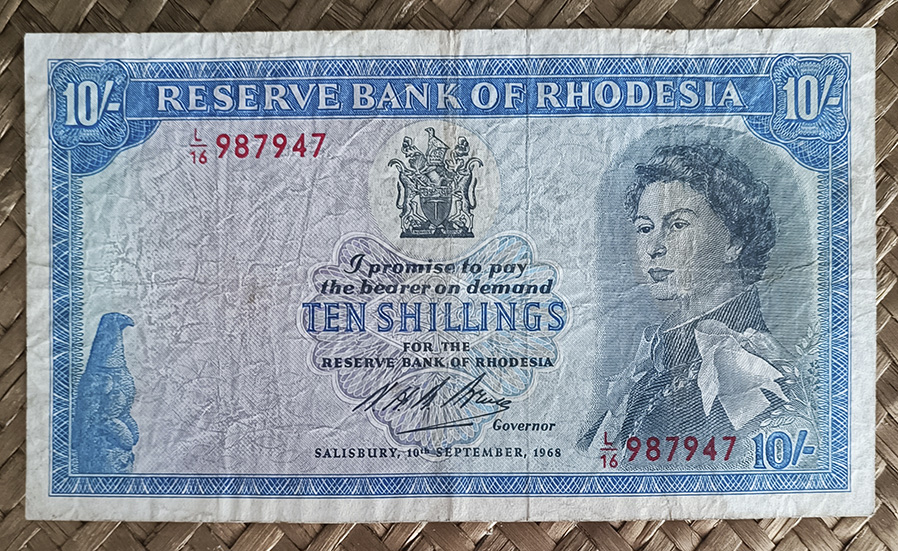 10/- RESERVE BANK OF RHODESIA 10/-
L/16 987947
I promise to pay
the bearer on demand
TEN SHILLINGS
FOR THE
RESERVE BANK OF RHODESIA
Governor
SALISBURY, 10th SEPTEMBER, 1968
L/16 987947
10/-